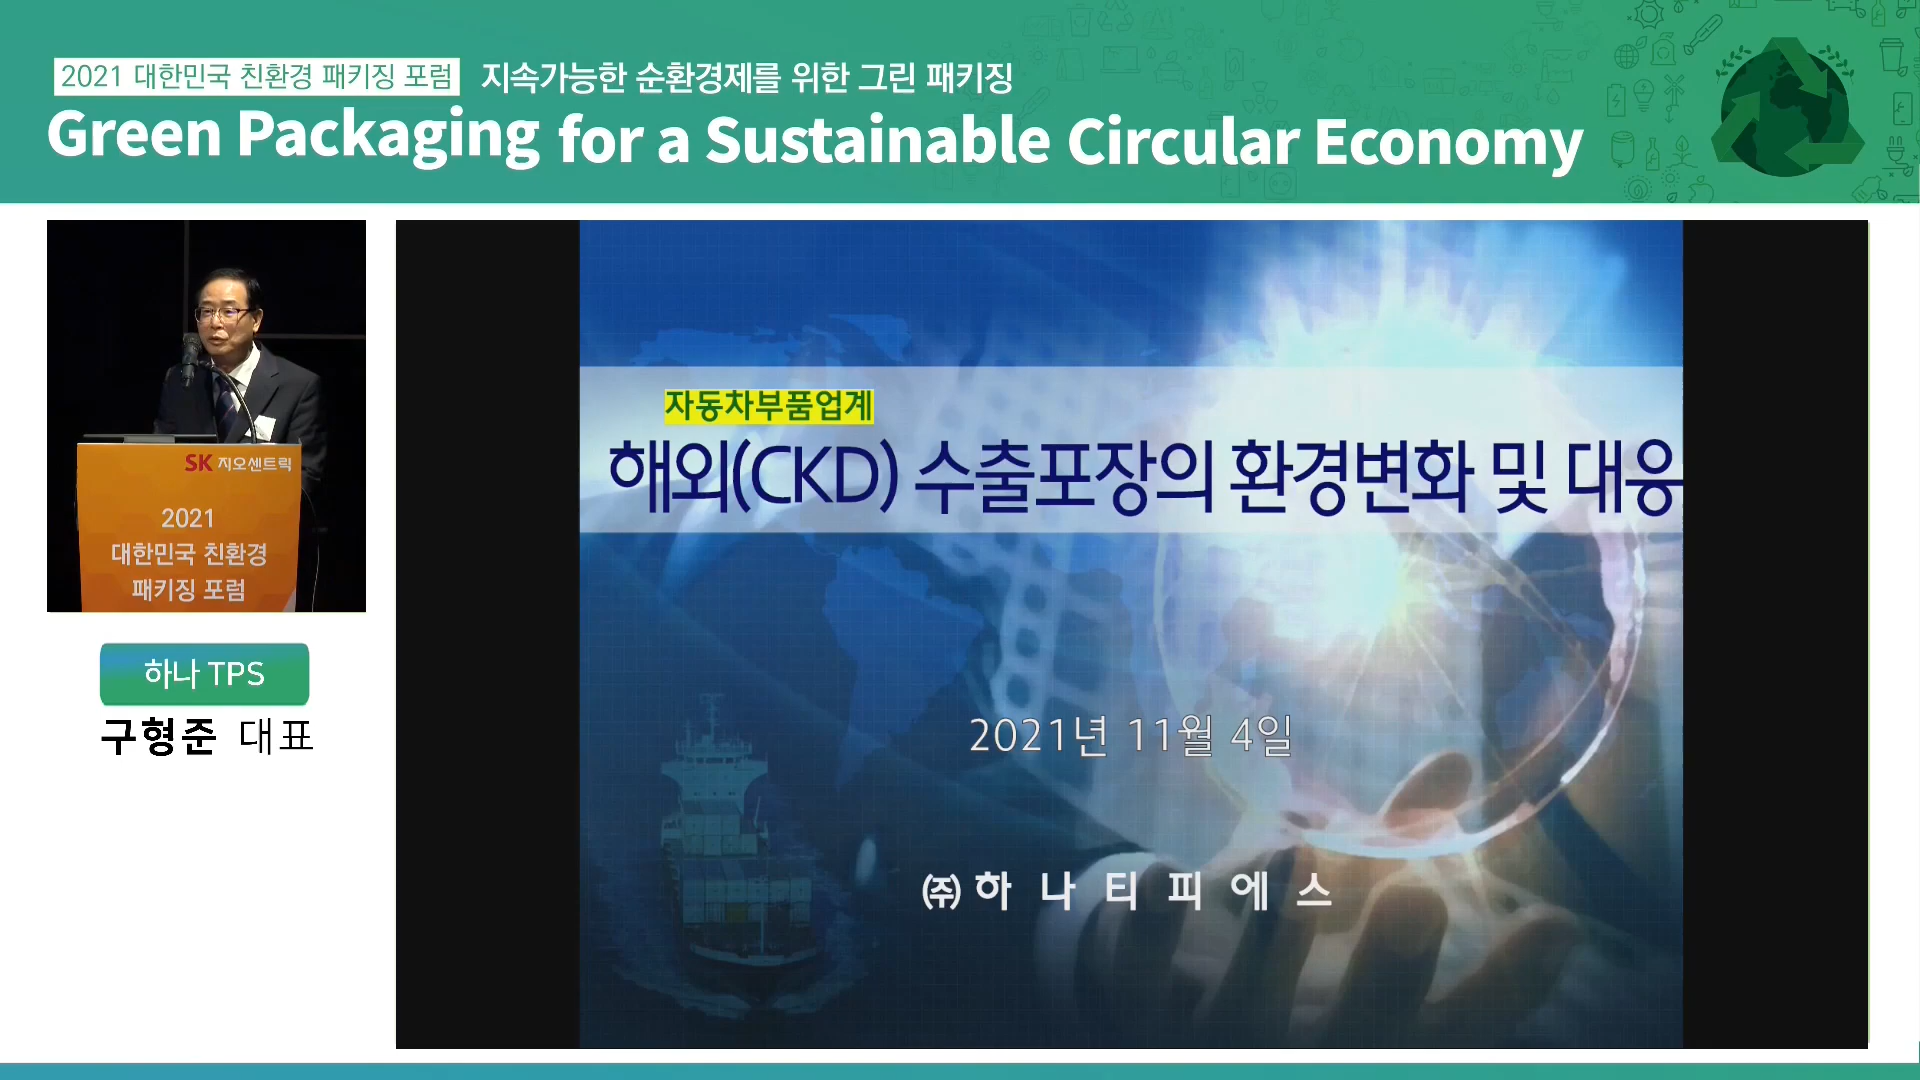 2021 대한민국 친환경 패키징 포럼 지속가능한 순환경제를 위한 그린 패키징
Green Packaging for a Sustainable Circular Economy
SK 지오센트릭
2021
대한민국 친환경
패키징 포럼
하나 TPS
구형준 대표
자동차부품업계
해외(CKD) 수출포장의 환경변화 및 대응
2021년 11월 4일
㈜하나티피에스